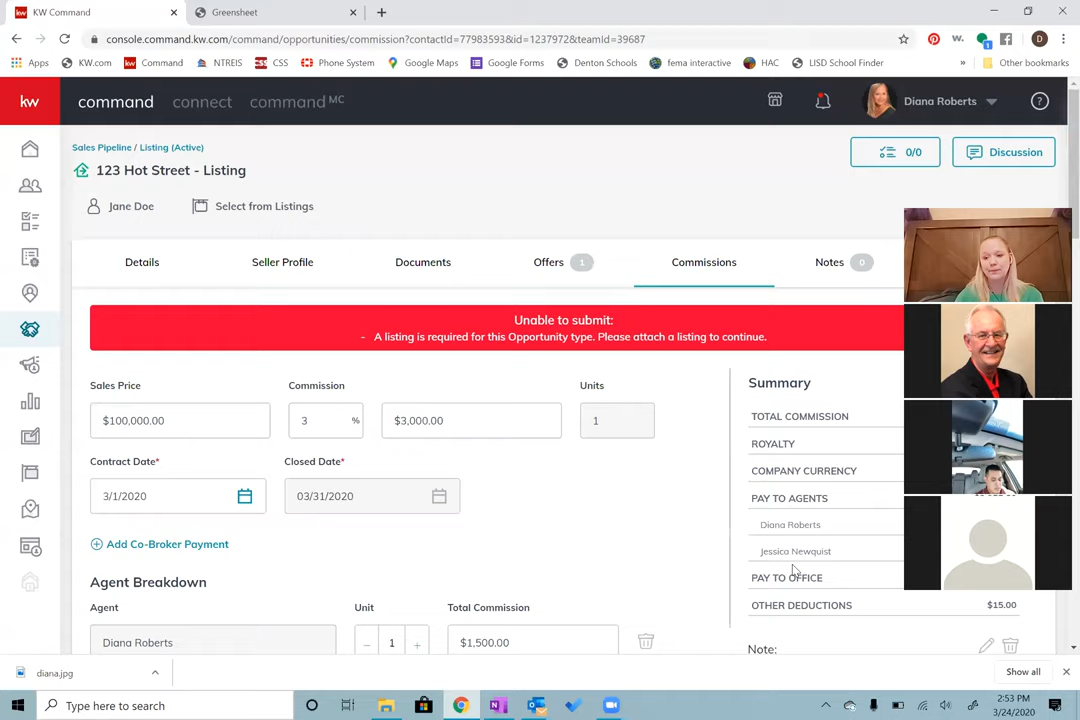 KW Command
Greensheet
console.command.kw.com/command/opportunities/commission?contactId=77983593&id=1237972&teamId=39687
Apps KW.com Command NTREIS CSS Phone System Google Maps Google Forms Denton Schools fema interactive HAC LISD School Finder » Other bookmarks
kw command connect command MC Diana Roberts ?
Sales Pipeline / Listing (Active)
123 Hot Street - Listing
0/0 Discussion
Jane Doe Select from Listings
Details Seller Profile Documents Offers 1 Commissions Notes 0
Unable to submit:
- A listing is required for this Opportunity type. Please attach a listing to continue.
Sales Price Commission Units
$100,000.00 3 % $3,000.00 1
Contract Date* Closed Date*
3/1/2020 03/31/2020
Add Co-Broker Payment
Agent Breakdown
Agent Unit Total Commission
Diana Roberts 1 $1,500.00
Summary
TOTAL COMMISSION
ROYALTY
COMPANY CURRENCY
PAY TO AGENTS
Diana Roberts
Jessica Newquist
PAY TO OFFICE
OTHER DEDUCTIONS $15.00
Note:
diana.jpg Show all
Type here to search
2:53 PM
3/24/2020